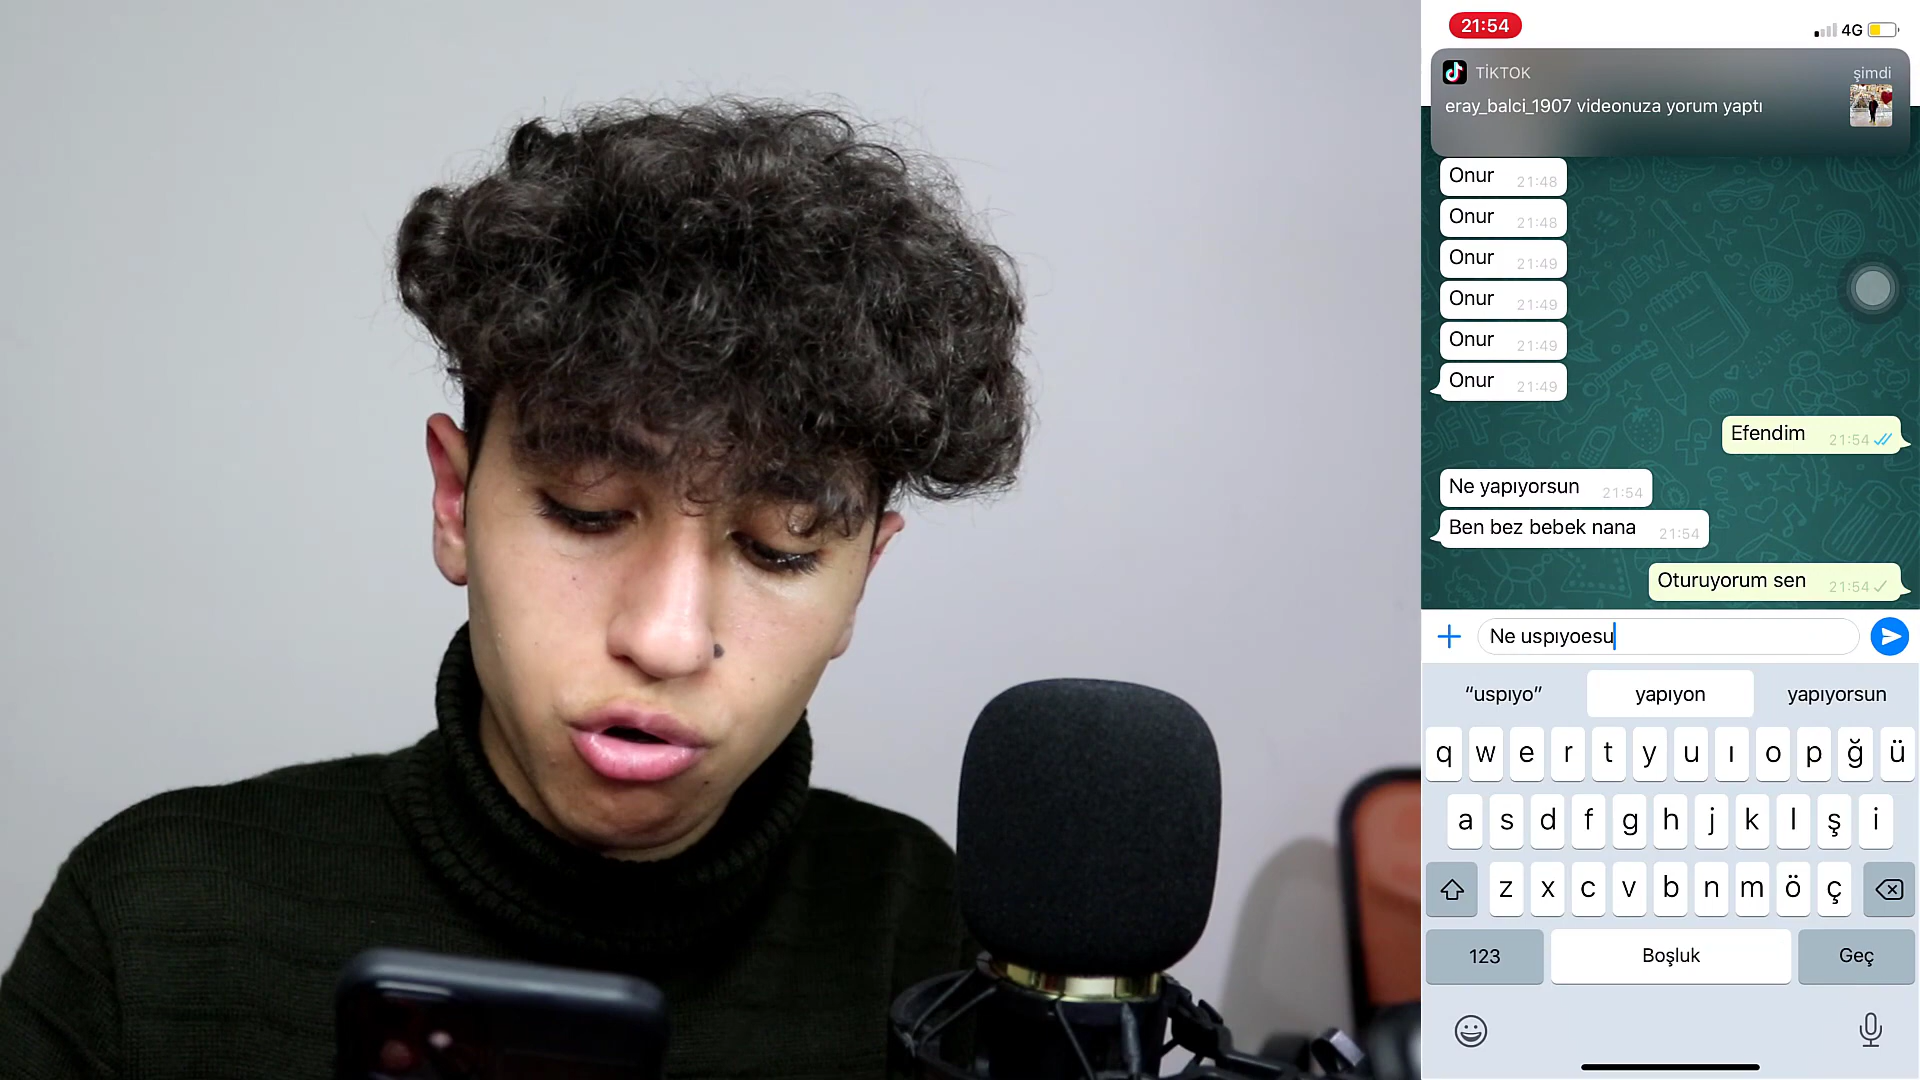 21:54
4G
TİKTOK
şimdi
eray_balci_1907 videonuza yorum yaptı
Onur 21:48
Onur 21:48
Onur 21:49
Onur 21:49
Onur 21:49
Onur 21:49
Efendim 21:54
Ne yapıyorsun 21:54
Ben bez bebek nana 21:54
Oturuyorum sen 21:54
Ne uspıyoesu
“uspıyo” yapıyon yapıyorsun
q w e r t y u ı o p ğ ü
a s d f g h j k l ş i
z x c v b n m ö ç
123 Boşluk Geç